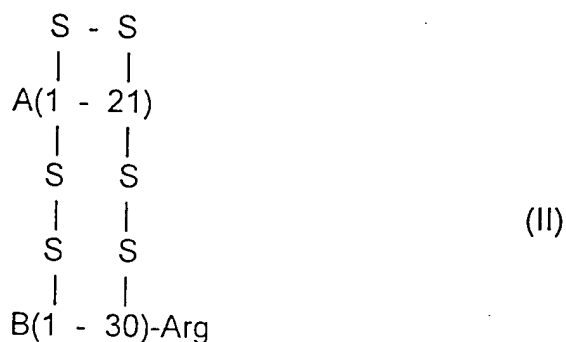 S - S
| |
A(1 - 21)
| |
S S
| | (II)
S S
| |
B(1 - 30)-Arg